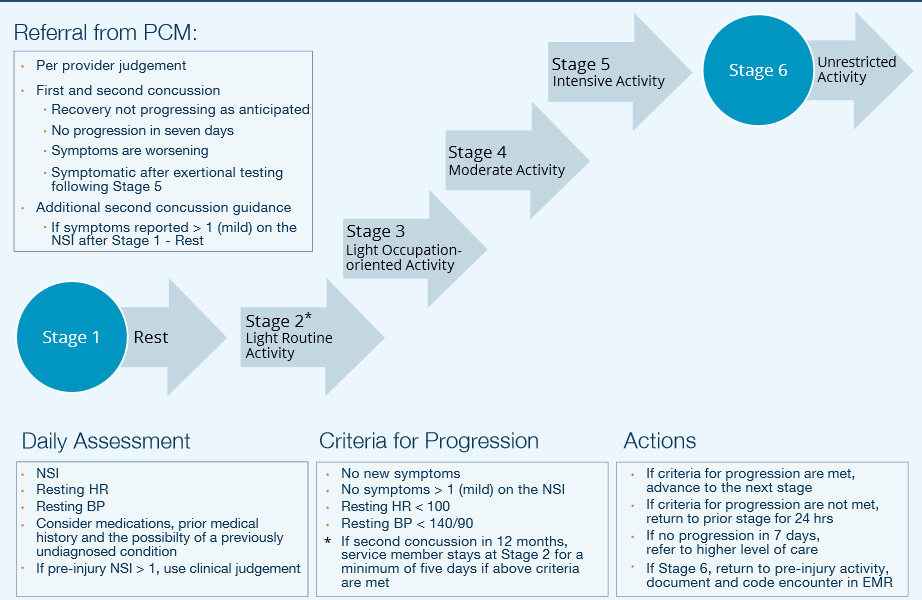 Referral from PCM:
Per provider judgement
First and second concussion
Recovery not progressing as anticipated
No progression in seven days
Symptoms are worsening
Symptomatic after exertional testing
following Stage 5
Additional second concussion guidance
If symptoms reported > 1 (mild) on the
NSI after Stage 1 - Rest
Stage 1
Rest
Stage 2*
Light Routine
Activity
Stage 3
Light Occupation-
oriented Activity
Stage 4
Moderate Activity
Stage 5
Intensive Activity
Stage 6
Unrestricted
Activity
Daily Assessment
NSI
Resting HR
Resting BP
Consider medications, prior medical
history and the possibilty of a previously
undiagnosed condition
If pre-injury NSI > 1, use clinical judgement
Criteria for Progression
No new symptoms
No symptoms > 1 (mild) on the NSI
Resting HR < 100
Resting BP < 140/90
* If second concussion in 12 months,
service member stays at Stage 2 for a
minimum of five days if above criteria
are met
Actions
If criteria for progression are met,
advance to the next stage
If criteria for progression are not met,
return to prior stage for 24 hrs
If no progression in 7 days,
refer to higher level of care
If Stage 6, return to pre-injury activity,
document and code encounter in EMR